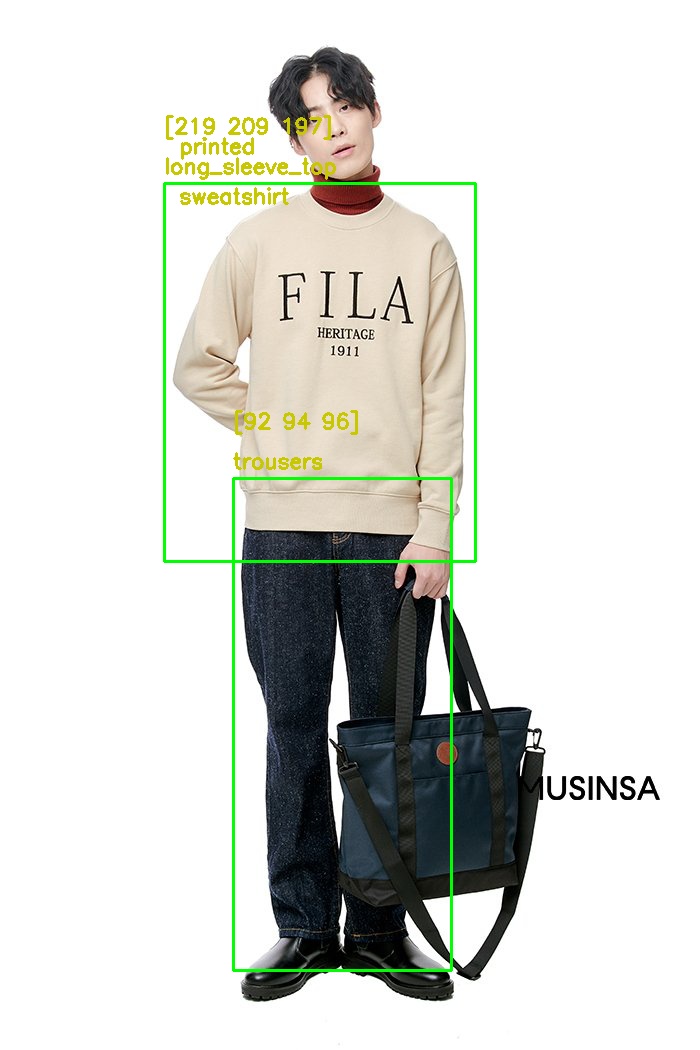 [219 209 197]
printed
long_sleeve_top
sweatshirt
FILA
HERITAGE
1911
[92 94 96]
trousers
MUSINSA